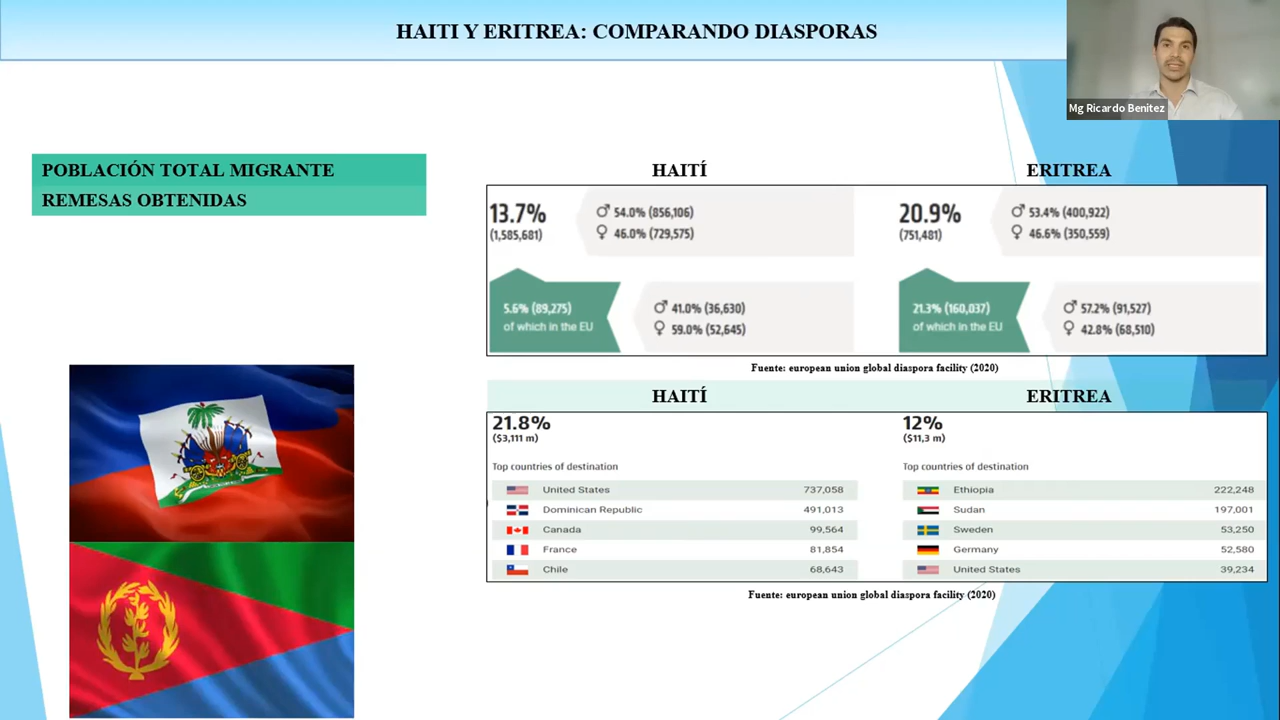 HAITI Y ERITREA: COMPARANDO DIASPORAS
Mg Ricardo Benítez
POBLACIÓN TOTAL MIGRANTE
REMESAS OBTENIDAS
HAITÍ
ERITREA
13.7%
(1,585,681)
♂ 54.0% (856,106)
♀ 46.0% (729,575)
5.6% (89,275)
of which in the EU
♂ 41.0% (36,630)
♀ 59.0% (52,645)
20.9%
(751,481)
♂ 53.4% (400,922)
♀ 46.6% (350,559)
21.3% (160,037)
of which in the EU
♂ 57.2% (91,527)
♀ 42.8% (68,510)
Fuente: european union global diaspora facility (2020)
HAITÍ
ERITREA
21.8%
($3,111 m)
Top countries of destination
United States 737,058
Dominican Republic 491,013
Canada 99,564
France 81,854
Chile 68,643
12%
($11,3 m)
Top countries of destination
Ethiopia 222,248
Sudan 197,001
Sweden 53,250
Germany 52,580
United States 39,234
Fuente: european union global diaspora facility (2020)